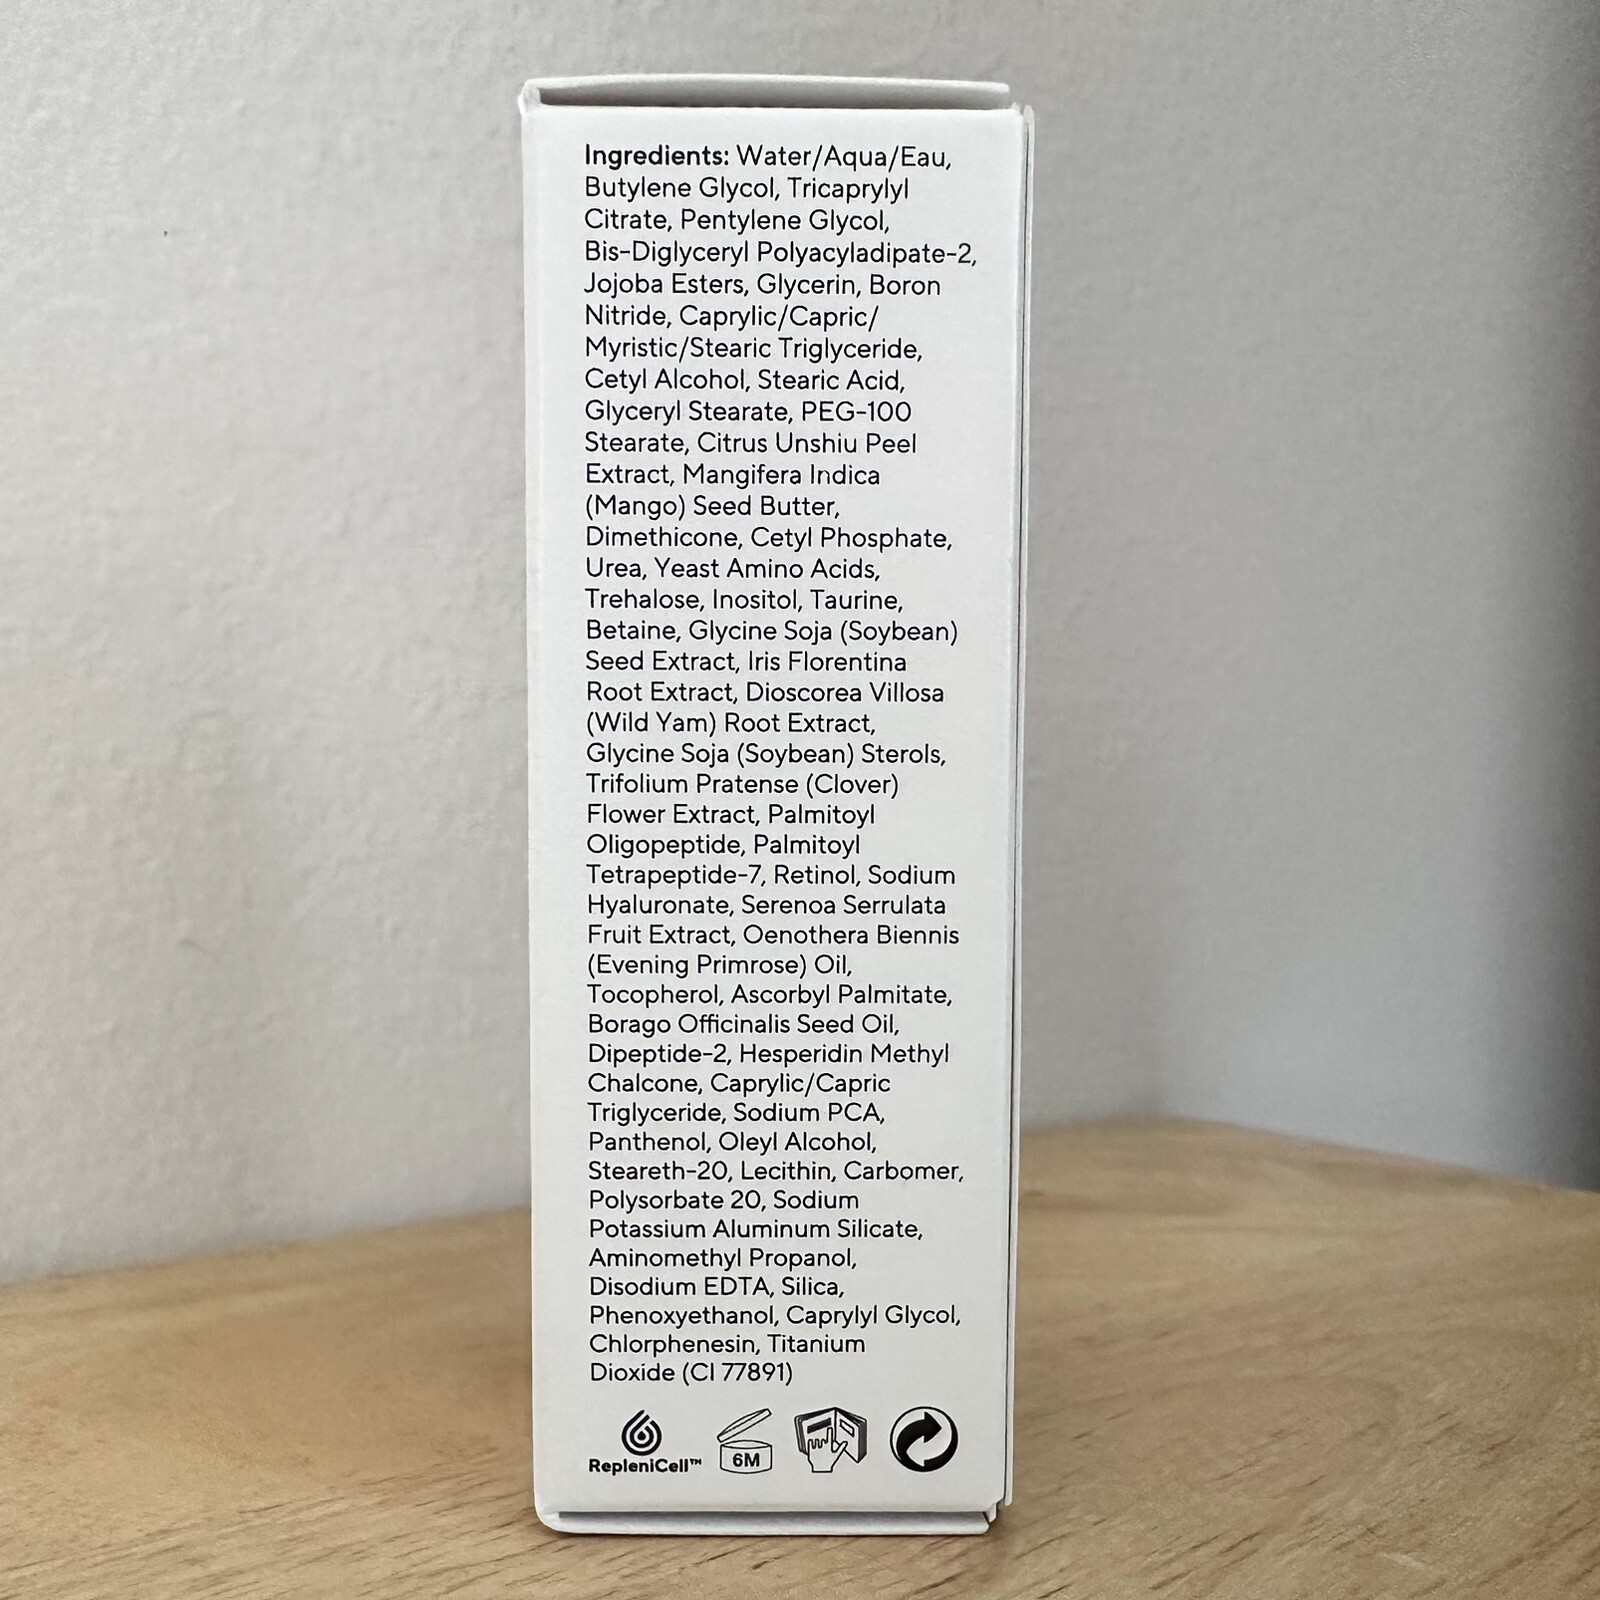 Ingredients: Water/Aqua/Eau,
Butylene Glycol, Tricaprylyl
Citrate, Pentylene Glycol,
Bis-Diglyceryl Polyacyladipate-2,
Jojoba Esters, Glycerin, Boron
Nitride, Caprylic/Capric/
Myristic/Stearic Triglyceride,
Cetyl Alcohol, Stearic Acid,
Glyceryl Stearate, PEG-100
Stearate, Citrus Unshiu Peel
Extract, Mangifera Indica
(Mango) Seed Butter,
Dimethicone, Cetyl Phosphate,
Urea, Yeast Amino Acids,
Trehalose, Inositol, Taurine,
Betaine, Glycine Soja (Soybean)
Seed Extract, Iris Florentina
Root Extract, Dioscorea Villosa
(Wild Yam) Root Extract,
Glycine Soja (Soybean) Sterols,
Trifolium Pratense (Clover)
Flower Extract, Palmitoyl
Oligopeptide, Palmitoyl
Tetrapeptide-7, Retinol, Sodium
Hyaluronate, Serenoa Serrulata
Fruit Extract, Oenothera Biennis
(Evening Primrose) Oil,
Tocopherol, Ascorbyl Palmitate,
Borago Officinalis Seed Oil,
Dipeptide-2, Hesperidin Methyl
Chalcone, Caprylic/Capric
Triglyceride, Sodium PCA,
Panthenol, Oleyl Alcohol,
Steareth-20, Lecithin, Carbomer,
Polysorbate 20, Sodium
Potassium Aluminum Silicate,
Aminomethyl Propanol,
Disodium EDTA, Silica,
Phenoxyethanol, Caprylyl Glycol,
Chlorphenesin, Titanium
Dioxide (CI 77891)
RepleniCell™ 6M